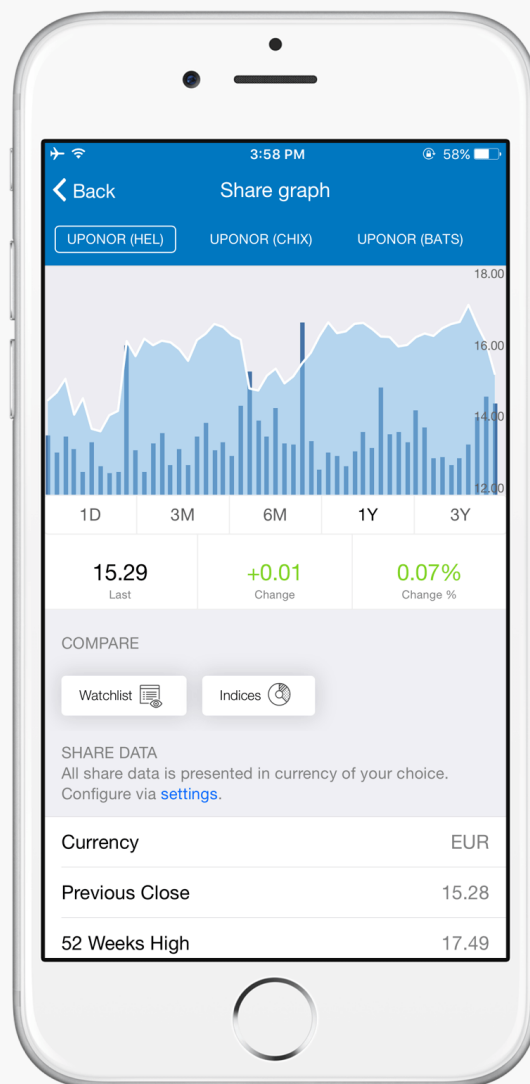 3:58 PM
58%
Back
Share graph
UPONOR (HEL)
UPONOR (CHIX)
UPONOR (BATS)
18.00
16.00
14.00
12.00
1D
3M
6M
1Y
3Y
15.29
+0.01
0.07%
Last
Change
Change %
COMPARE
Watchlist
Indices
SHARE DATA
All share data is presented in currency of your choice.
Configure via settings.
Currency
EUR
Previous Close
15.28
52 Weeks High
17.49